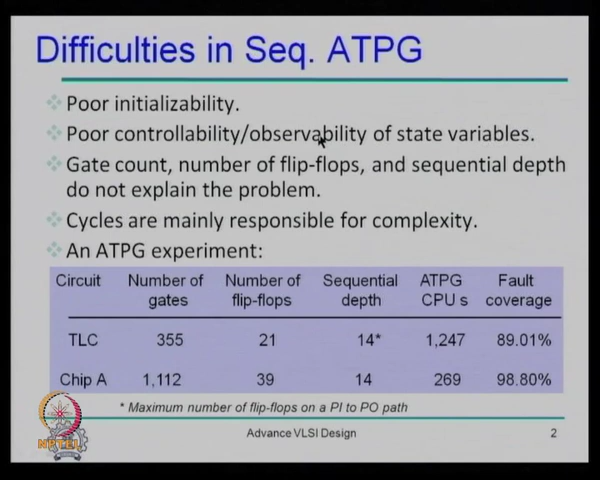 Difficulties in Seq. ATPG
Poor initializability.
Poor controllability/observability of state variables.
Gate count, number of flip-flops, and sequential depth
do not explain the problem.
Cycles are mainly responsible for complexity.
An ATPG experiment:
Circuit Number of Number of Sequential ATPG Fault
gates flip-flops depth CPU s coverage
TLC 355 21 14* 1,247 89.01%
Chip A 1,112 39 14 269 98.80%
* Maximum number of flip-flops on a PI to PO path
NPTEL
Advance VLSI Design 2